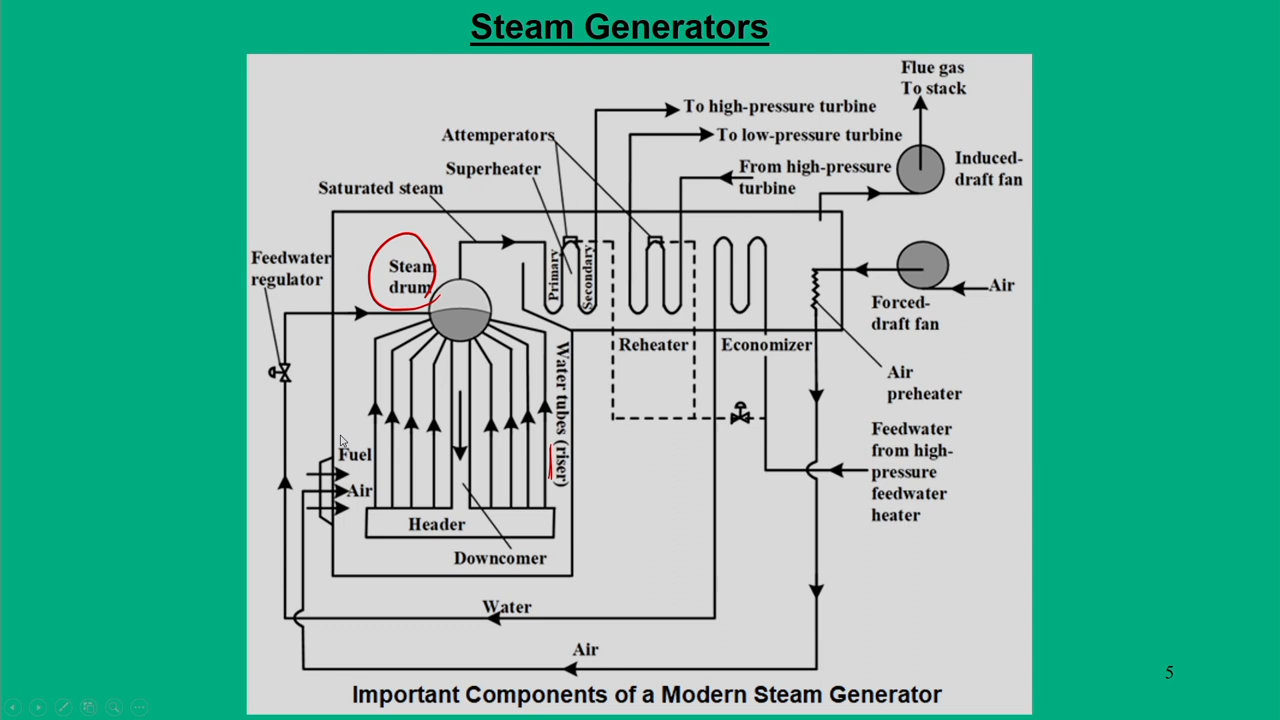 Steam Generators
Flue gas
To stack
To high-pressure turbine
Attemperators
To low-pressure turbine
Superheater
From high-pressure
turbine
Induced-
draft fan
Saturated steam
Feedwater
regulator
Steam
drum
Primary
Secondary
Air
Forced-
draft fan
Reheater
Economizer
Water tubes (riser)
Air
preheater
Feedwater
from high-
pressure
feedwater
heater
Fuel
Air
Header
Downcomer
Water
Air
5
Important Components of a Modern Steam Generator